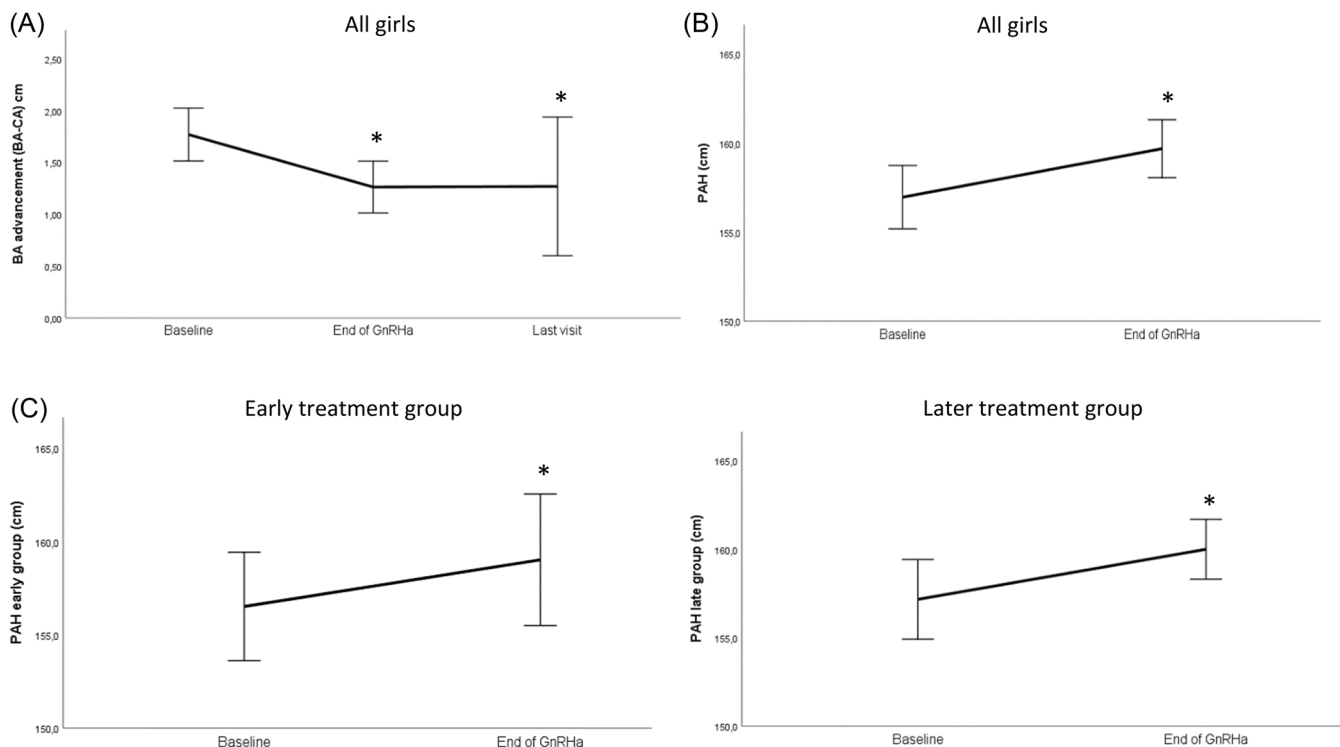 (A)
All girls
BA advancement (BA-CA) cm
2,50
2,00
1,50
1,00
0,50
0,00
*
*
Baseline
End of GnRHa
Last visit
(B)
All girls
PAH (cm)
165,0
160,0
155,0
150,0
*
Baseline
End of GnRHa
(C)
Early treatment group
PAH early group (cm)
165,0
160,0
155,0
150,0
*
Baseline
End of GnRHa
Later treatment group
PAH late group (cm)
165,0
160,0
155,0
150,0
*
Baseline
End of GnRHa